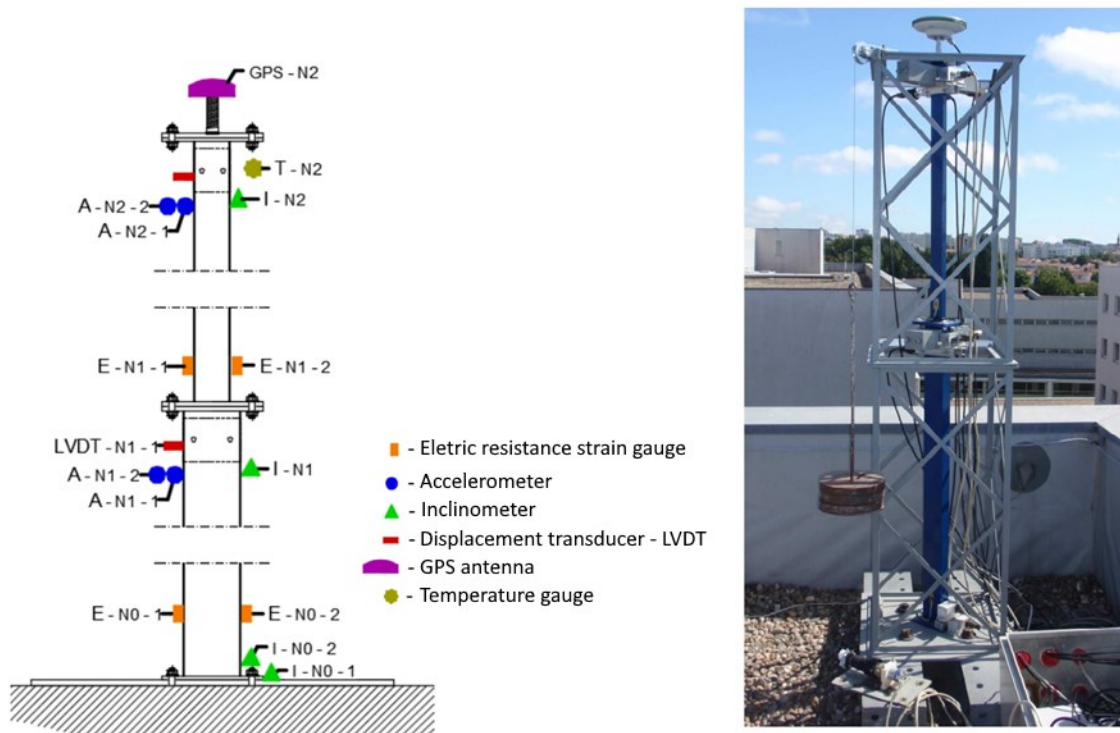 GPS - N2
T - N2
I - N2
A - N2 - 2
A - N2 - 1
E - N1 - 1
E - N1 - 2
LVDT - N1 - 1
I - N1
A - N1 - 2
A - N1 - 1
- Eletric resistance strain gauge
- Accelerometer
- Inclinometer
- Displacement transducer - LVDT
- GPS antenna
- Temperature gauge
E - N0 - 1
E - N0 - 2
I - N0 - 2
I - N0 - 1